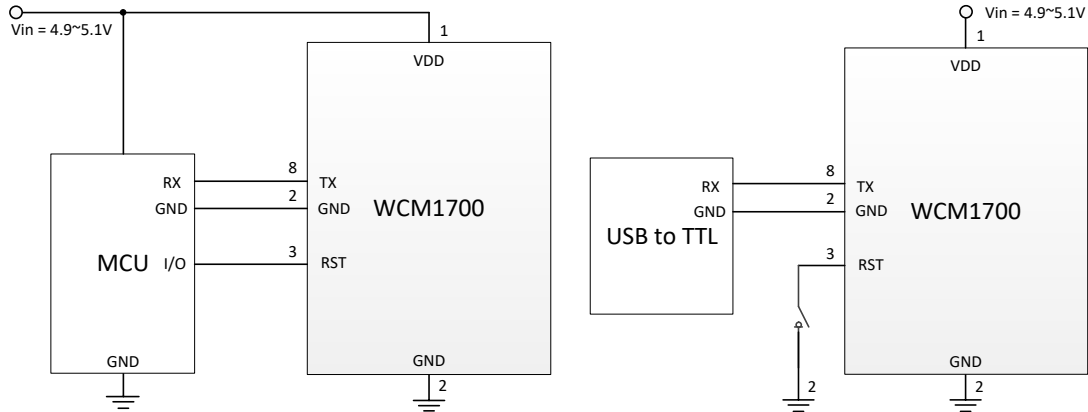 Vin = 4.9~5.1V
1
VDD
8
RX
TX
2
GND
GND
WCM1700
MCU
I/O
3
RST
GND
GND
2
Vin = 4.9~5.1V
1
VDD
8
RX
TX
2
GND
GND
WCM1700
USB to TTL
3
RST
GND
2
2